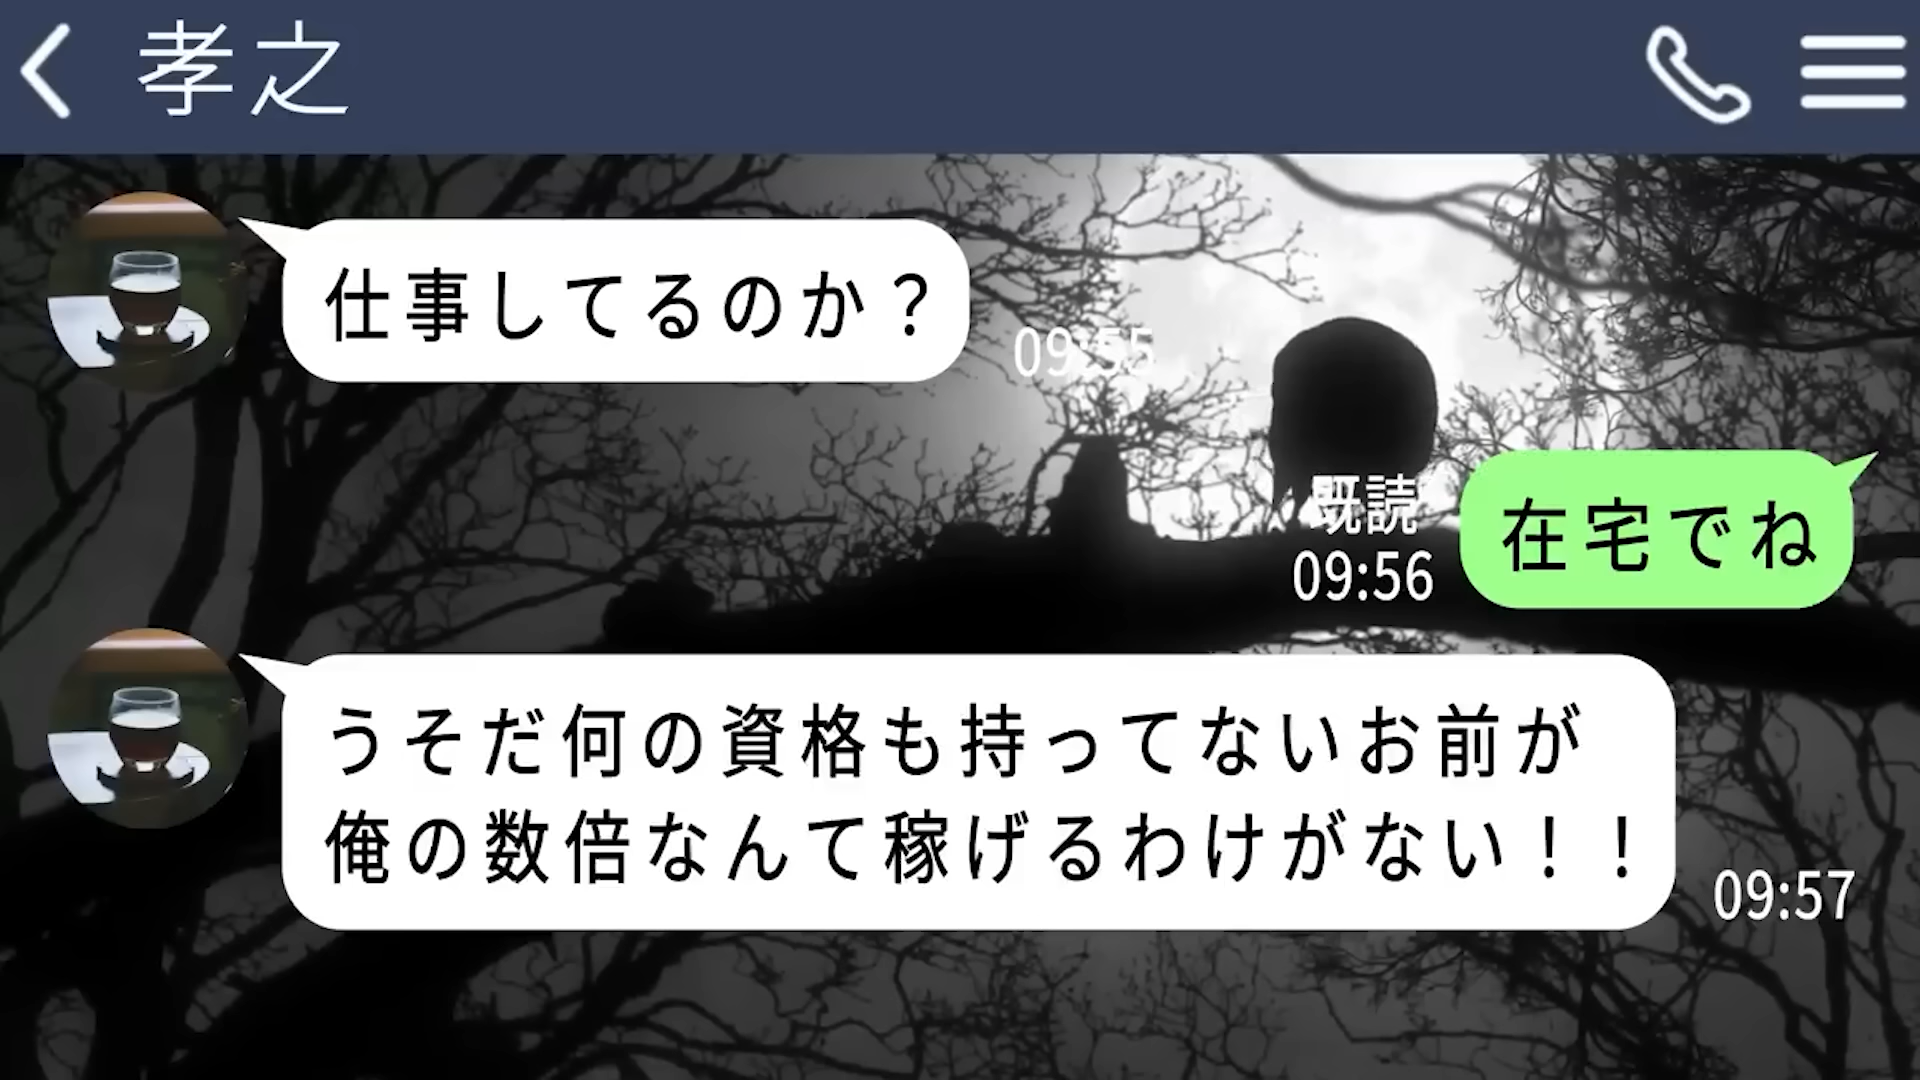 孝之
仕事してるのか？
09:55
既読
09:56
在宅でね
うそだ何の資格も持ってないお前が
俺の数倍なんて稼げるわけがない！！
09:57